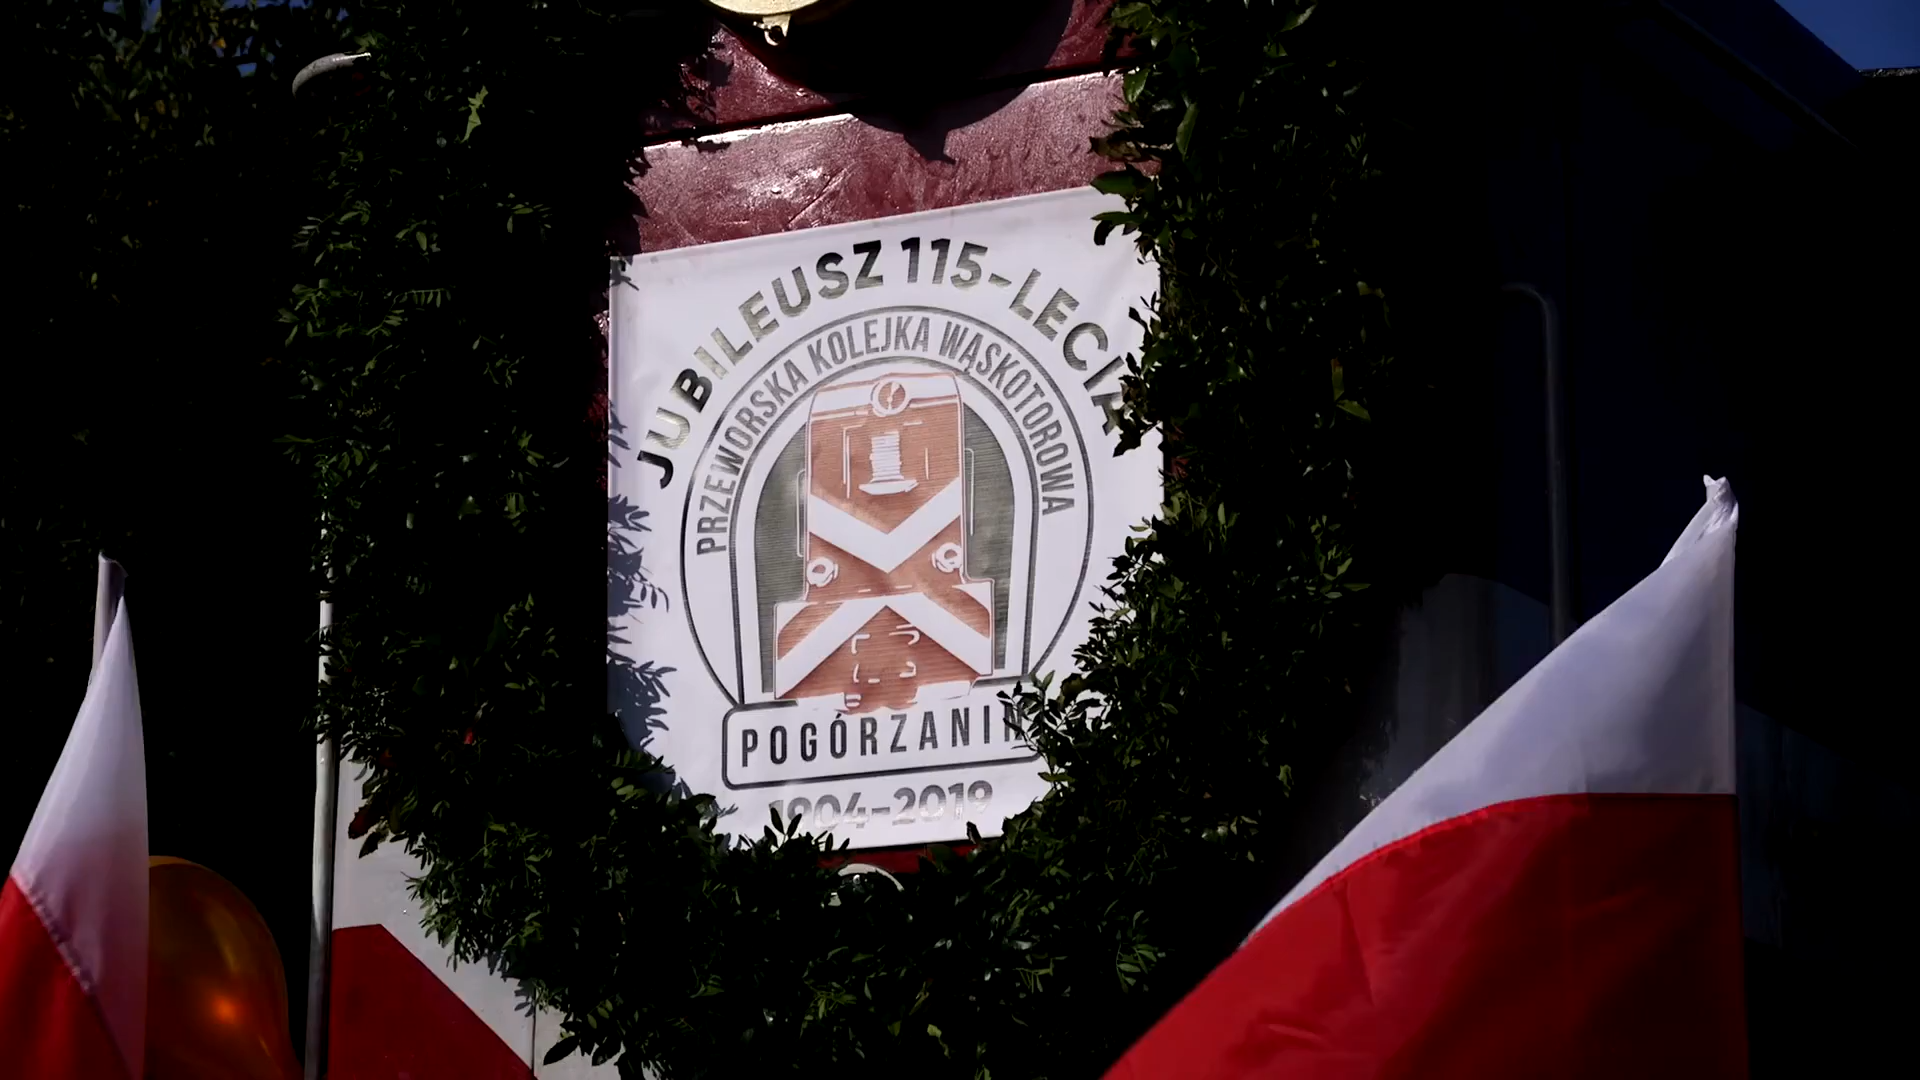 JUBILEUSZ 115-LECIA
PRZEWORSKA KOLEJKA WĄSKOTOROWA
POGÓRZANIN
1904-2019